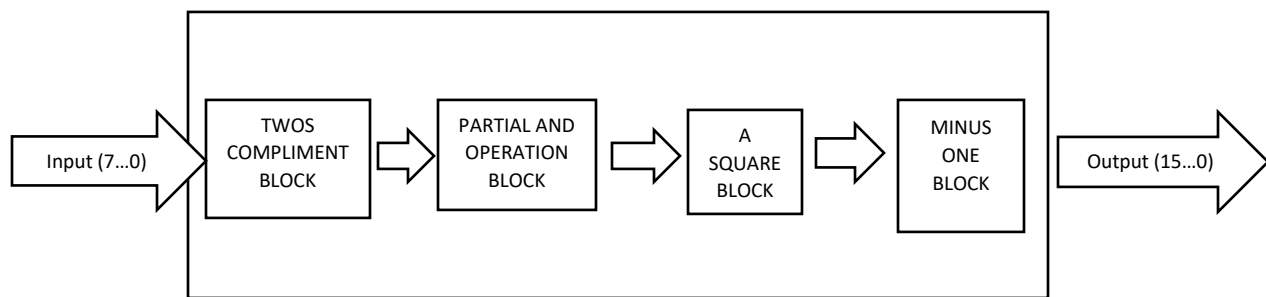 Input (7...0)
TWOS
COMPLIMENT
BLOCK
PARTIAL AND
OPERATION
BLOCK
A
SQUARE
BLOCK
MINUS
ONE
BLOCK
Output (15...0)